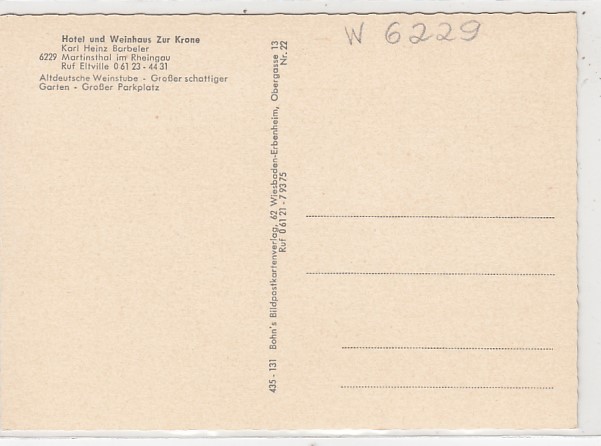 Hotel und Weinhaus Zur Krone
Karl Heinz Barbeler
6229 Martinsthal im Rheingau
Ruf Eltville 0 61 23 - 44 31
Altdeutsche Weinstube - Großer schattiger
Garten - Großer Parkplatz
W 6229
435 - 131 Bohn's Bildpostkartenverlag, 62 Wiesbaden-Erbenheim, Obergasse 13
Ruf 0 61 21 - 7 93 75 Nr. 22